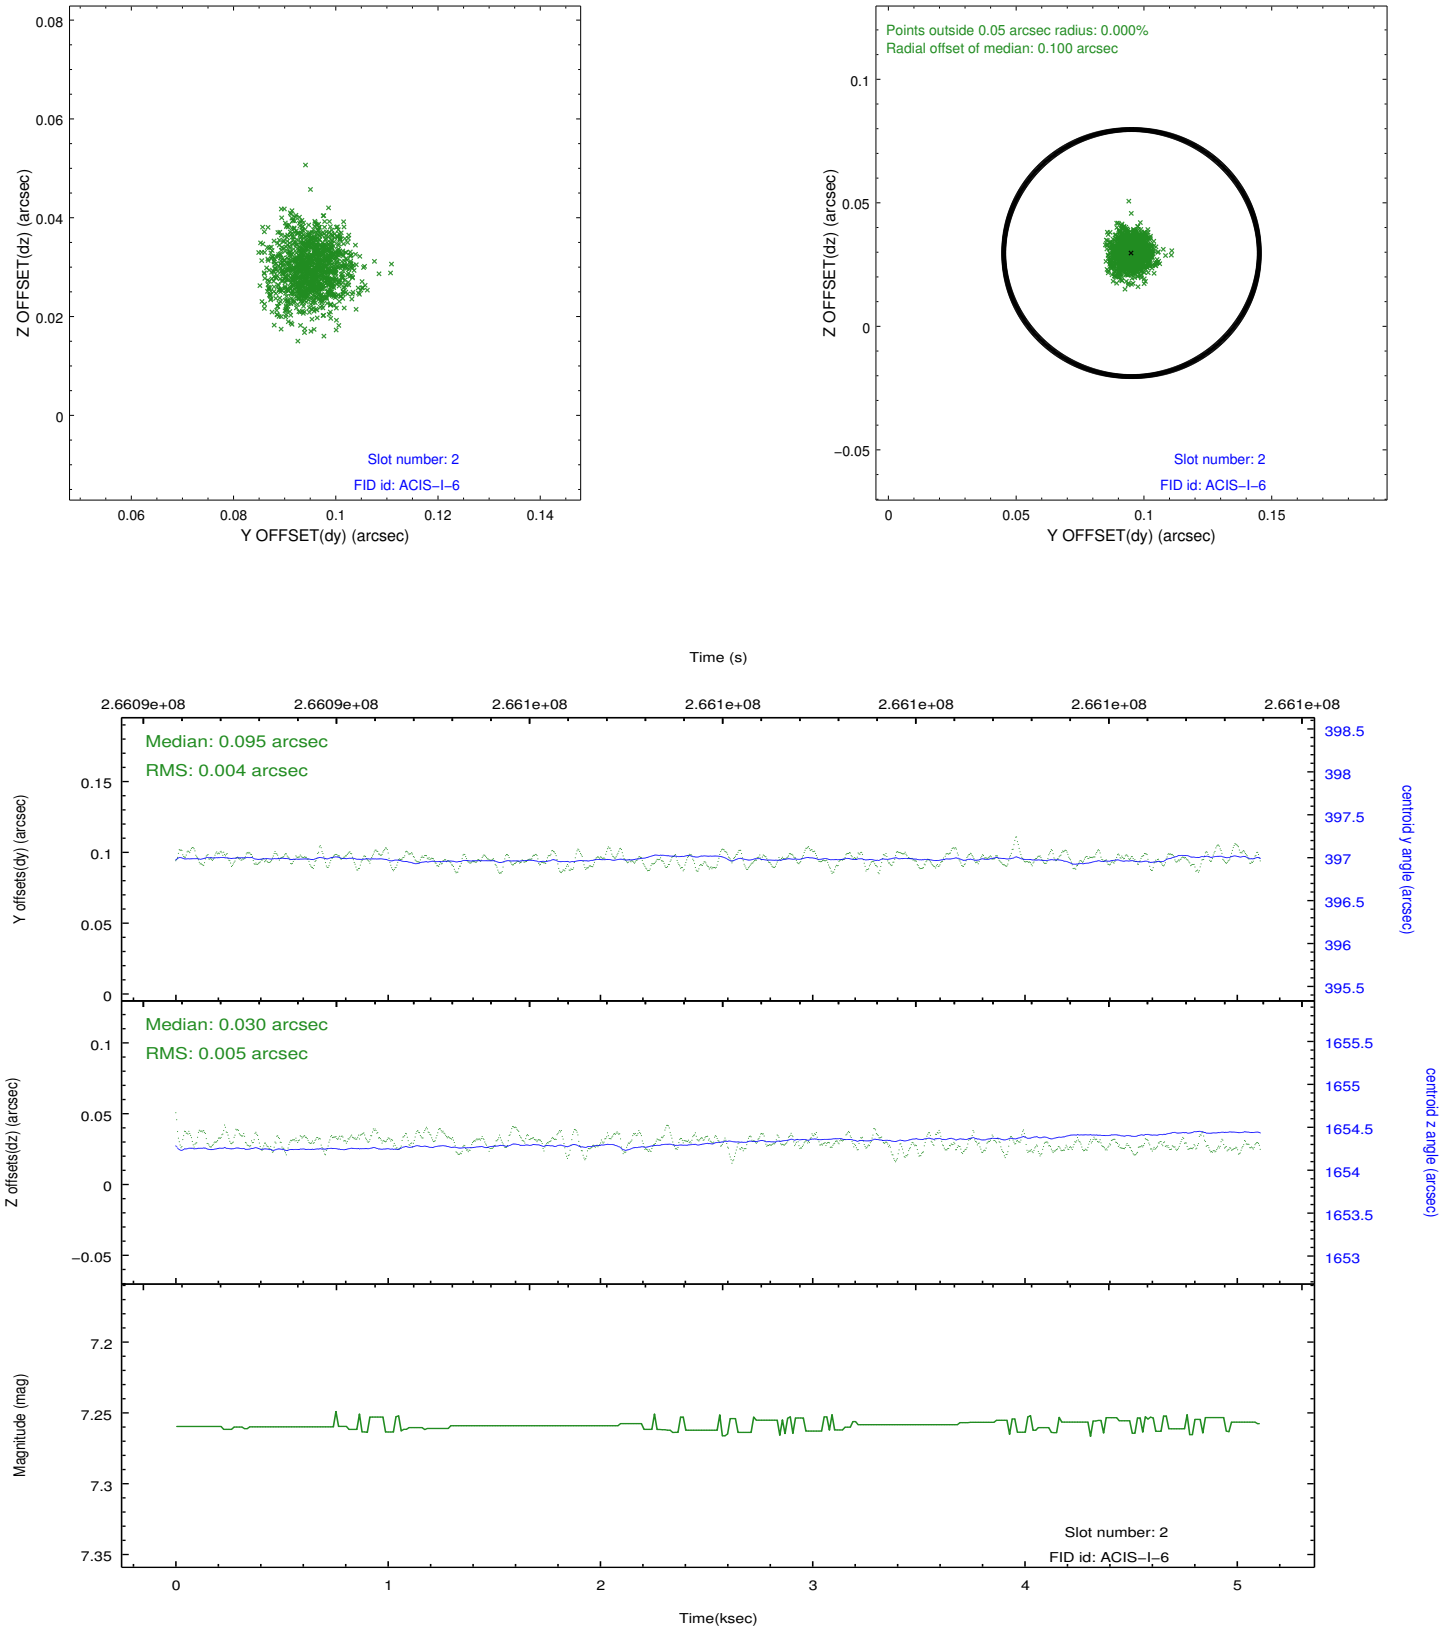 0.08
0.06
0.04
0.02
0
Z OFFSET(dz) (arcsec)
Slot number: 2
FID id: ACIS−I−6
0.06 0.08 0.1 0.12 0.14
Y OFFSET(dy) (arcsec)
Points outside 0.05 arcsec radius: 0.000%
Radial offset of median: 0.100 arcsec
0.1
0.05
0
−0.05
Z OFFSET(dz) (arcsec)
Slot number: 2
FID id: ACIS−I−6
0 0.05 0.1 0.15
Y OFFSET(dy) (arcsec)
Time (s)
2.6609e+08 2.6609e+08 2.661e+08 2.661e+08 2.661e+08 2.661e+08 2.661e+08
Median: 0.095 arcsec
RMS: 0.004 arcsec
0.15
0.1
0.05
0
Y offsets(dy) (arcsec)
398.5
398
397.5
397
396.5
396
395.5
centroid y angle (arcsec)
Median: 0.030 arcsec
RMS: 0.005 arcsec
0.1
0.05
0
−0.05
Z offsets(dz) (arcsec)
1655.5
1655
1654.5
1654
1653.5
1653
centroid z angle (arcsec)
7.2
7.25
7.3
7.35
Magnitude (mag)
Slot number: 2
FID id: ACIS−I−6
0 1 2 3 4 5
Time(ksec)